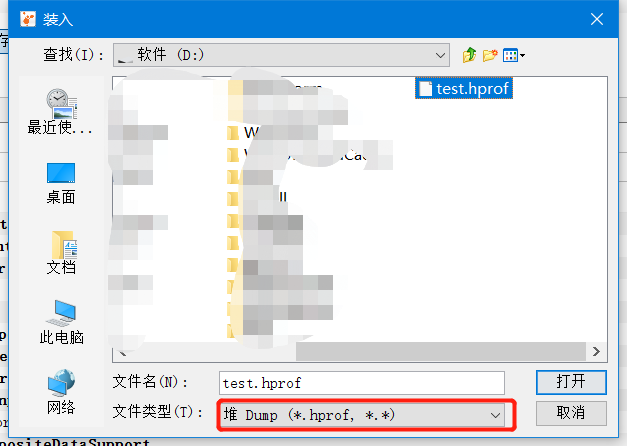 装入
查找(I):
软件 (D:)
test.hprof
最近使...
桌面
文档
此电脑
网络
文件名(N):
test.hprof
打开
文件类型(T):
堆 Dump (*.hprof, *.*)
取消
ositeDataSupport